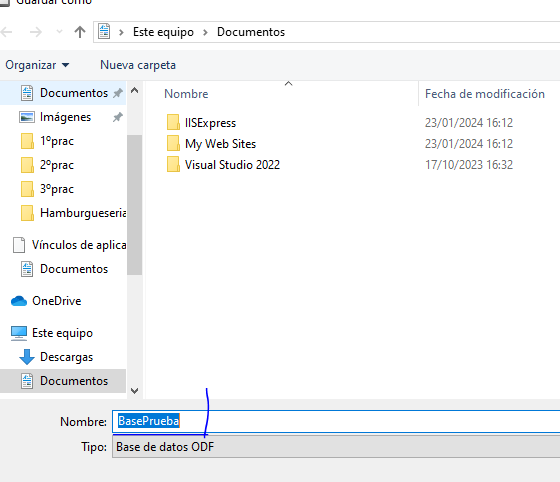 Guardar como
Este equipo > Documentos
Organizar
Nueva carpeta
Nombre
Fecha de modificación
Documentos
Imágenes
1ºprac
2ºprac
3ºprac
Hamburgueseria
Vínculos de aplica
Documentos
OneDrive
Este equipo
Descargas
Documentos
IISExpress 23/01/2024 16:12
My Web Sites 23/01/2024 16:12
Visual Studio 2022 17/10/2023 16:32
Nombre: BasePrueba
Tipo: Base de datos ODF